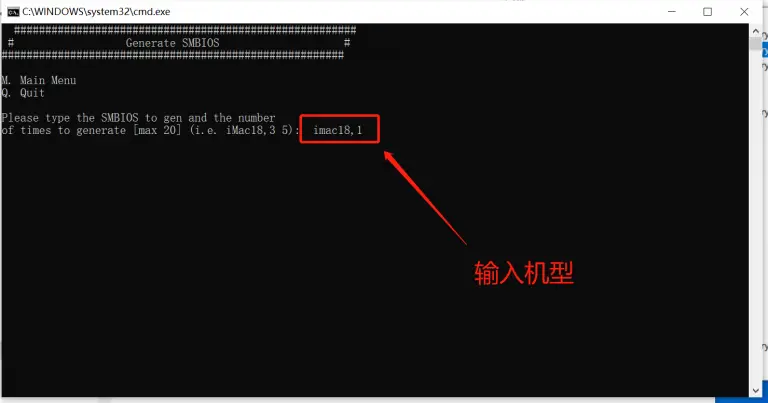 C:\WINDOWS\system32\cmd.exe
#######################################################
# Generate SMBIOS #
#######################################################
M. Main Menu
Q. Quit
Please type the SMBIOS to gen and the number
of times to generate [max 20] (i.e. iMac18,3 5): imac18,1
输入机型